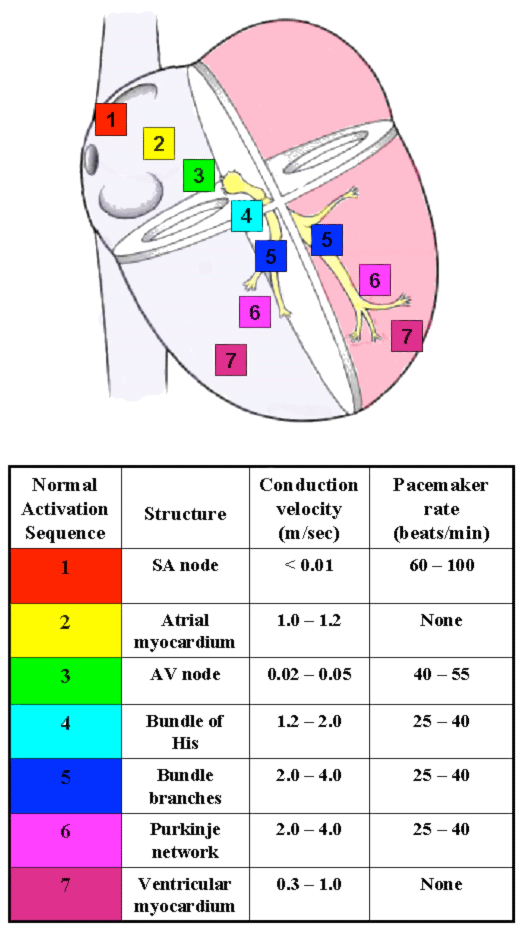 1
2
3
4
5
5
6
6
7
7
Normal Activation Sequence
Structure
Conduction velocity (m/sec)
Pacemaker rate (beats/min)
1
SA node
< 0.01
60 – 100
2
Atrial myocardium
1.0 – 1.2
None
3
AV node
0.02 – 0.05
40 – 55
4
Bundle of His
1.2 – 2.0
25 – 40
5
Bundle branches
2.0 – 4.0
25 – 40
6
Purkinje network
2.0 – 4.0
25 – 40
7
Ventricular myocardium
0.3 – 1.0
None